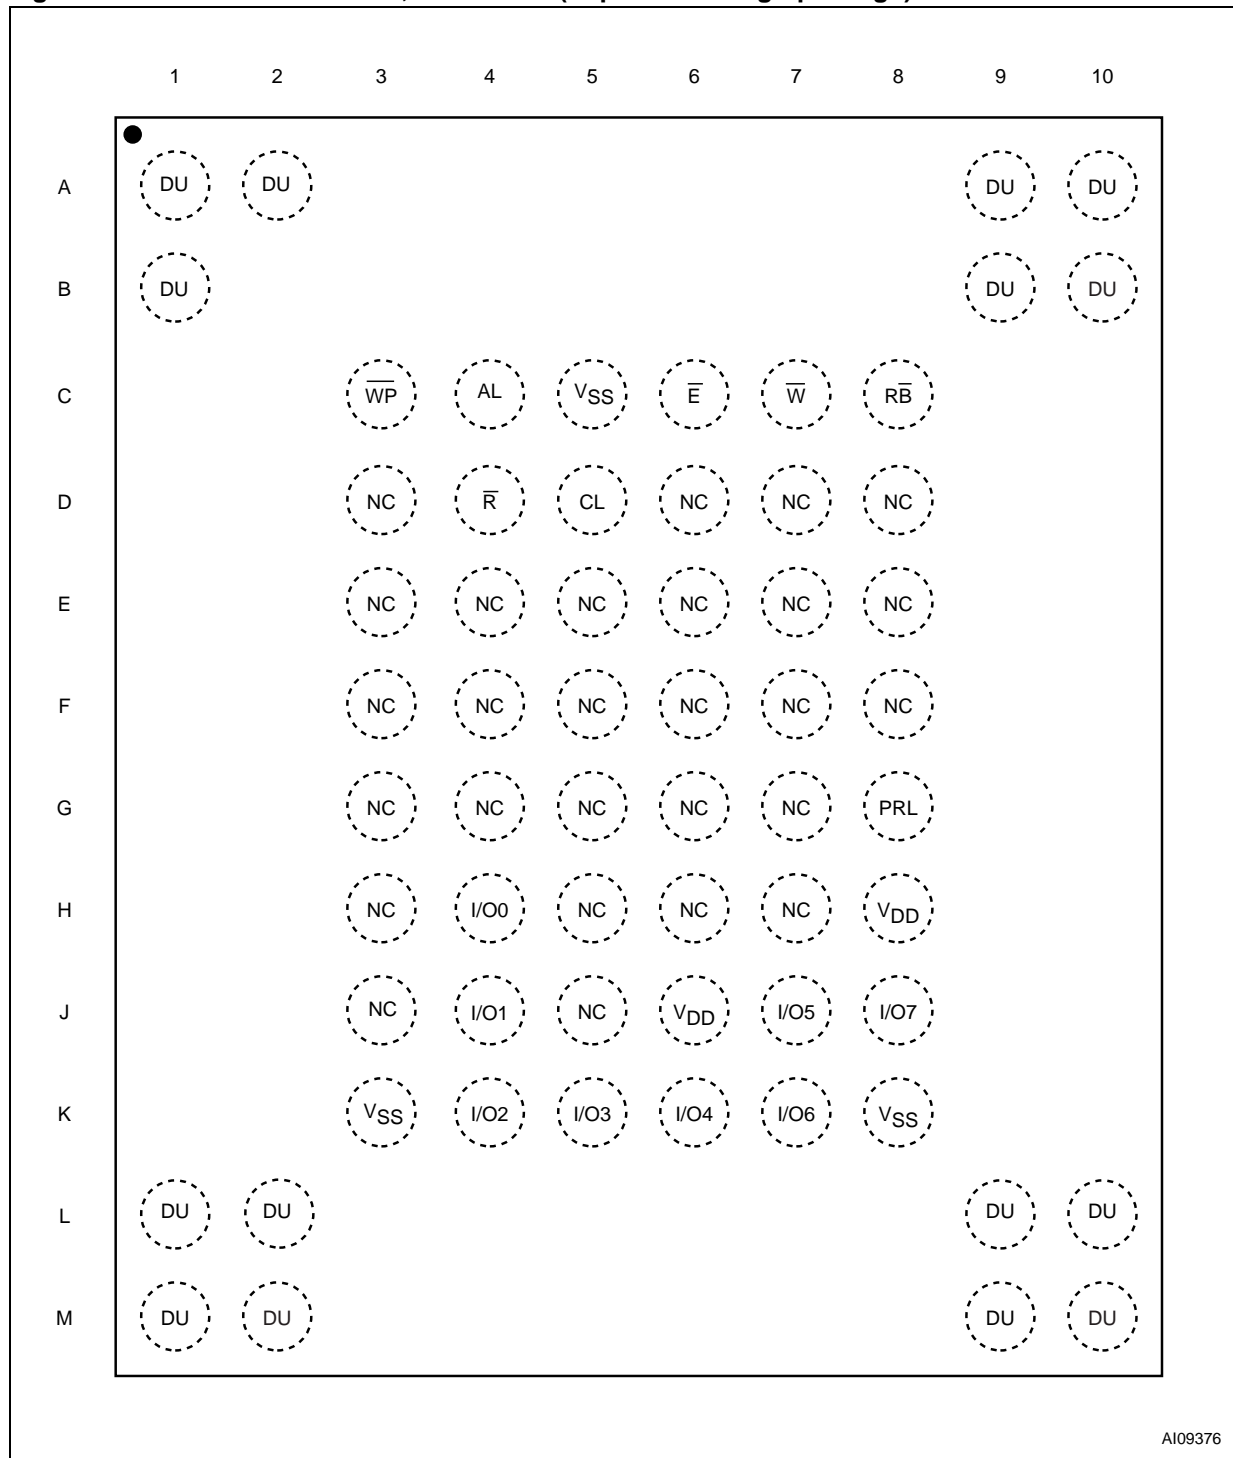 1 2 3 4 5 6 7 8 9 10
A DU DU DU DU
B DU DU DU
C W̅P̅ AL VSS E̅ W̅ RB̅
D NC R̅ CL NC NC NC
E NC NC NC NC NC NC
F NC NC NC NC NC NC
G NC NC NC NC NC PRL
H NC I/O0 NC NC NC VDD
J NC I/O1 NC VDD I/O5 I/O7
K VSS I/O2 I/O3 I/O4 I/O6 VSS
L DU DU DU DU
M DU DU DU DU
AI09376